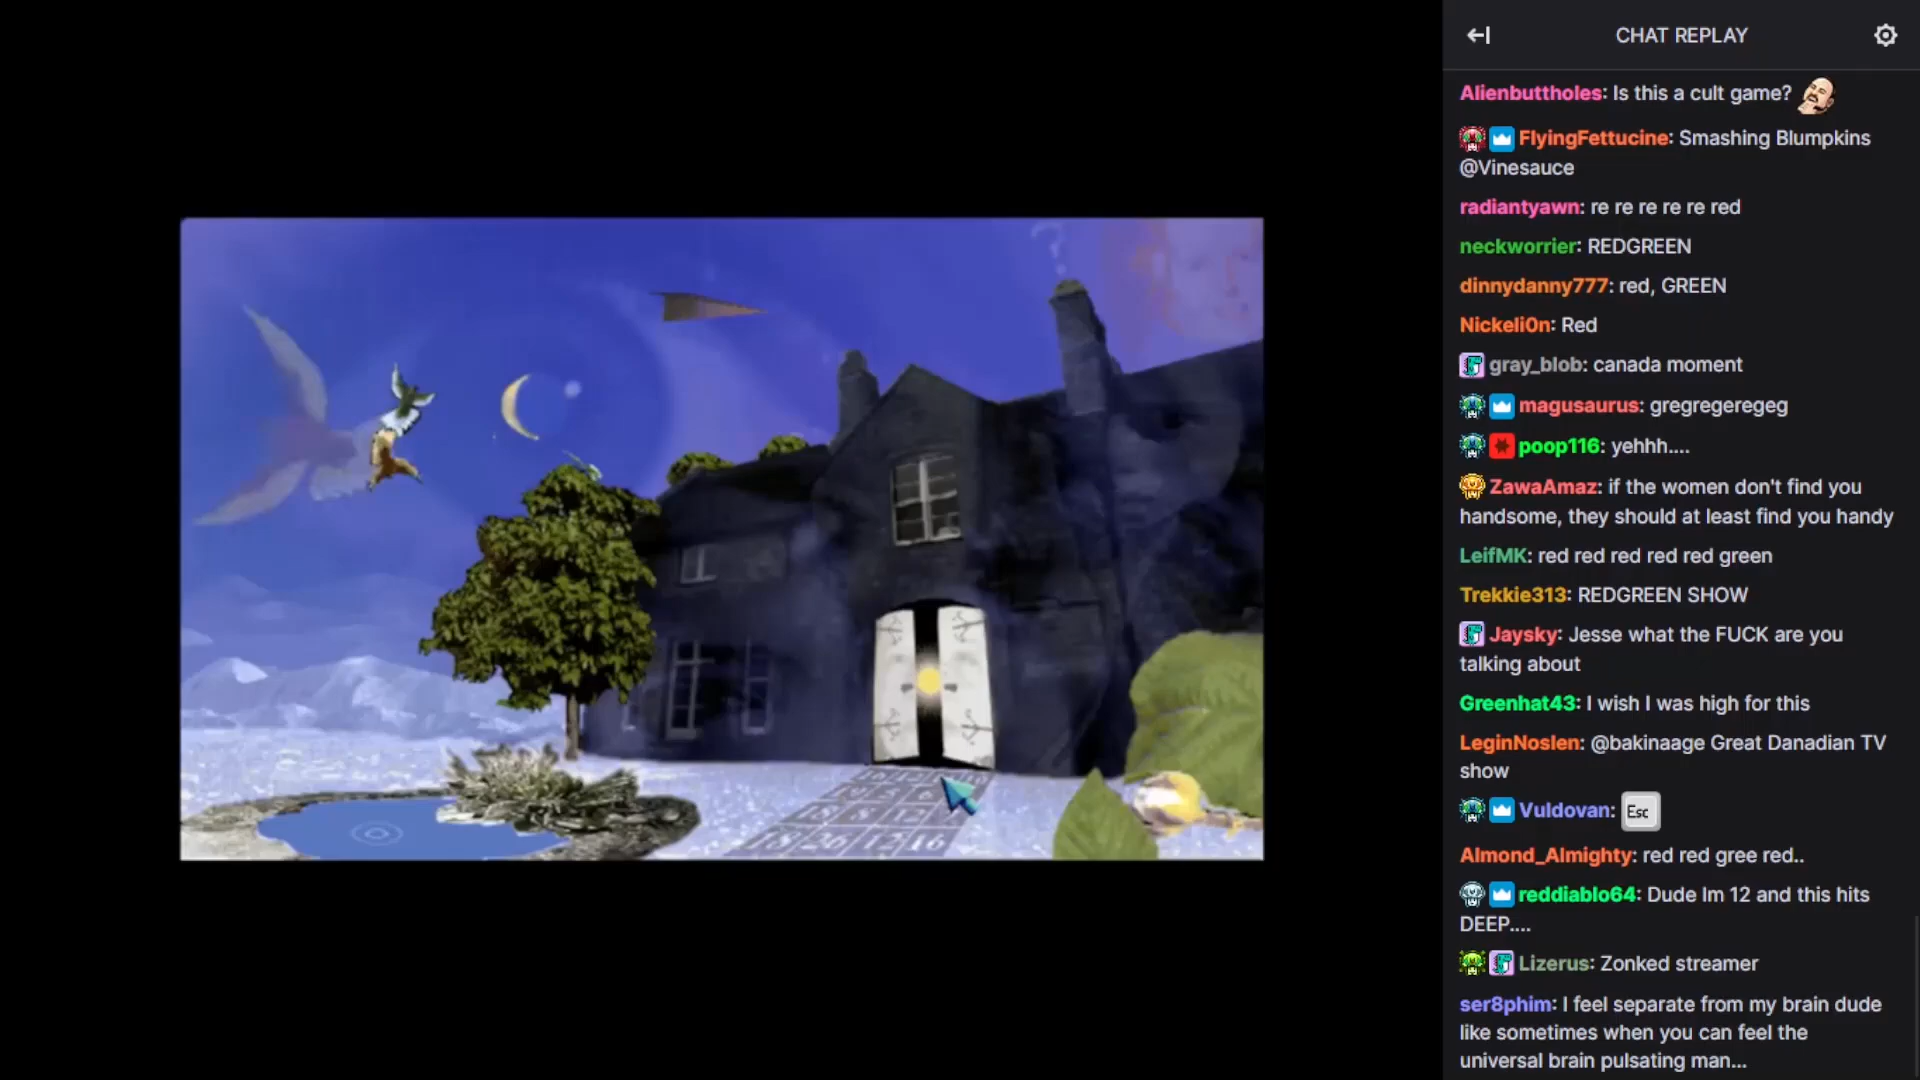 CHAT REPLAY
Alienbuttholes: Is this a cult game?
FlyingFettucine: Smashing Blumpkins
@Vinesauce
radiantyawn: re re re re re red
neckworrier: REDGREEN
dinnydanny777: red, GREEN
Nickeli0n: Red
gray_blob: canada moment
magusaurus: gregregeregeg
poop116: yehhh....
ZawaAmaz: if the women don't find you
handsome, they should at least find you handy
LeifMK: red red red red red green
Trekkie313: REDGREEN SHOW
Jaysky: Jesse what the FUCK are you
talking about
Greenhat43: I wish I was high for this
LeginNoslen: @bakinaage Great Danadian TV
show
Vuldovan: Esc
Almond_Almighty: red red gree red..
reddiablo64: Dude Im 12 and this hits
DEEP....
Lizerus: Zonked streamer
ser8phim: I feel separate from my brain dude
like sometimes when you can feel the
universal brain pulsating man...
?
18 26 12 16